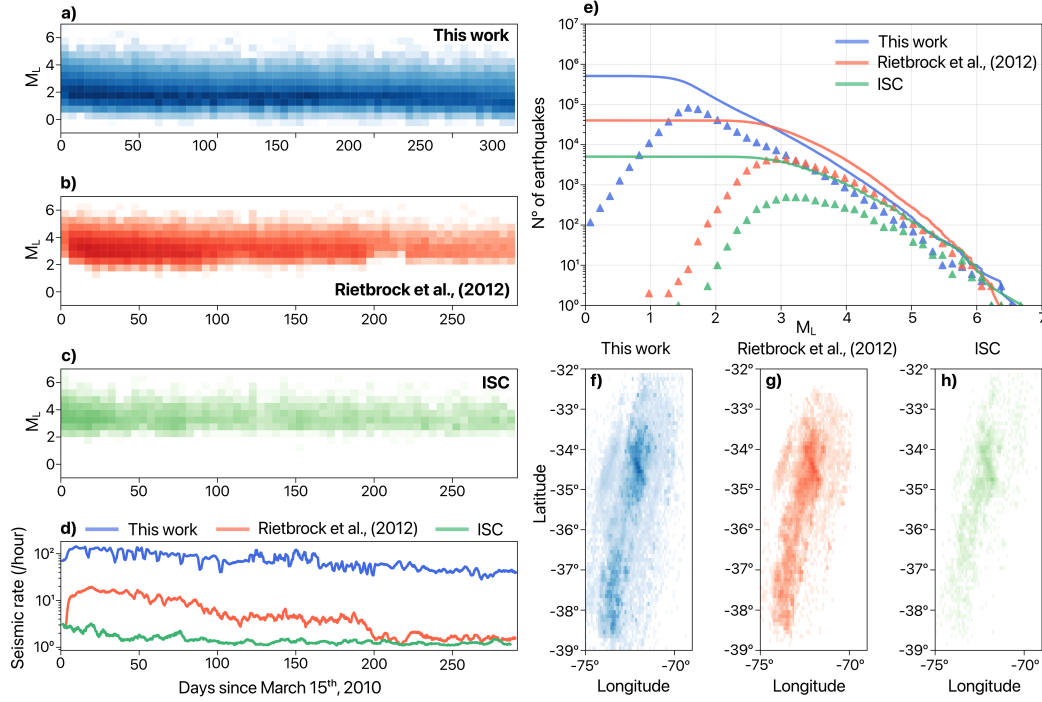 a)
This work
M_L
6
4
2
0
0 50 100 150 200 250 300
b)
M_L
6
4
2
0
Rietbrock et al., (2012)
0 50 100 150 200 250
c)
ISC
M_L
6
4
2
0
0 50 100 150 200 250
d) This work Rietbrock et al., (2012) ISC
Seismic rate (/hour)
10²
10¹
10⁰
0 50 100 150 200 250
Days since March 15th, 2010
e)
N° of earthquakes
10⁷
10⁶
10⁵
10⁴
10³
10²
10¹
10⁰
This work
Rietbrock et al., (2012)
ISC
0 1 2 3 4 5 6 7
M_L
This work Rietbrock et al., (2012) ISC
f)
Latitude
-32°
-33°
-34°
-35°
-36°
-37°
-38°
-39°
-75° -70°
Longitude
g)
-32°
-33°
-34°
-35°
-36°
-37°
-38°
-39°
-75° -70°
Longitude
h)
-32°
-33°
-34°
-35°
-36°
-37°
-38°
-39°
-75° -70°
Longitude